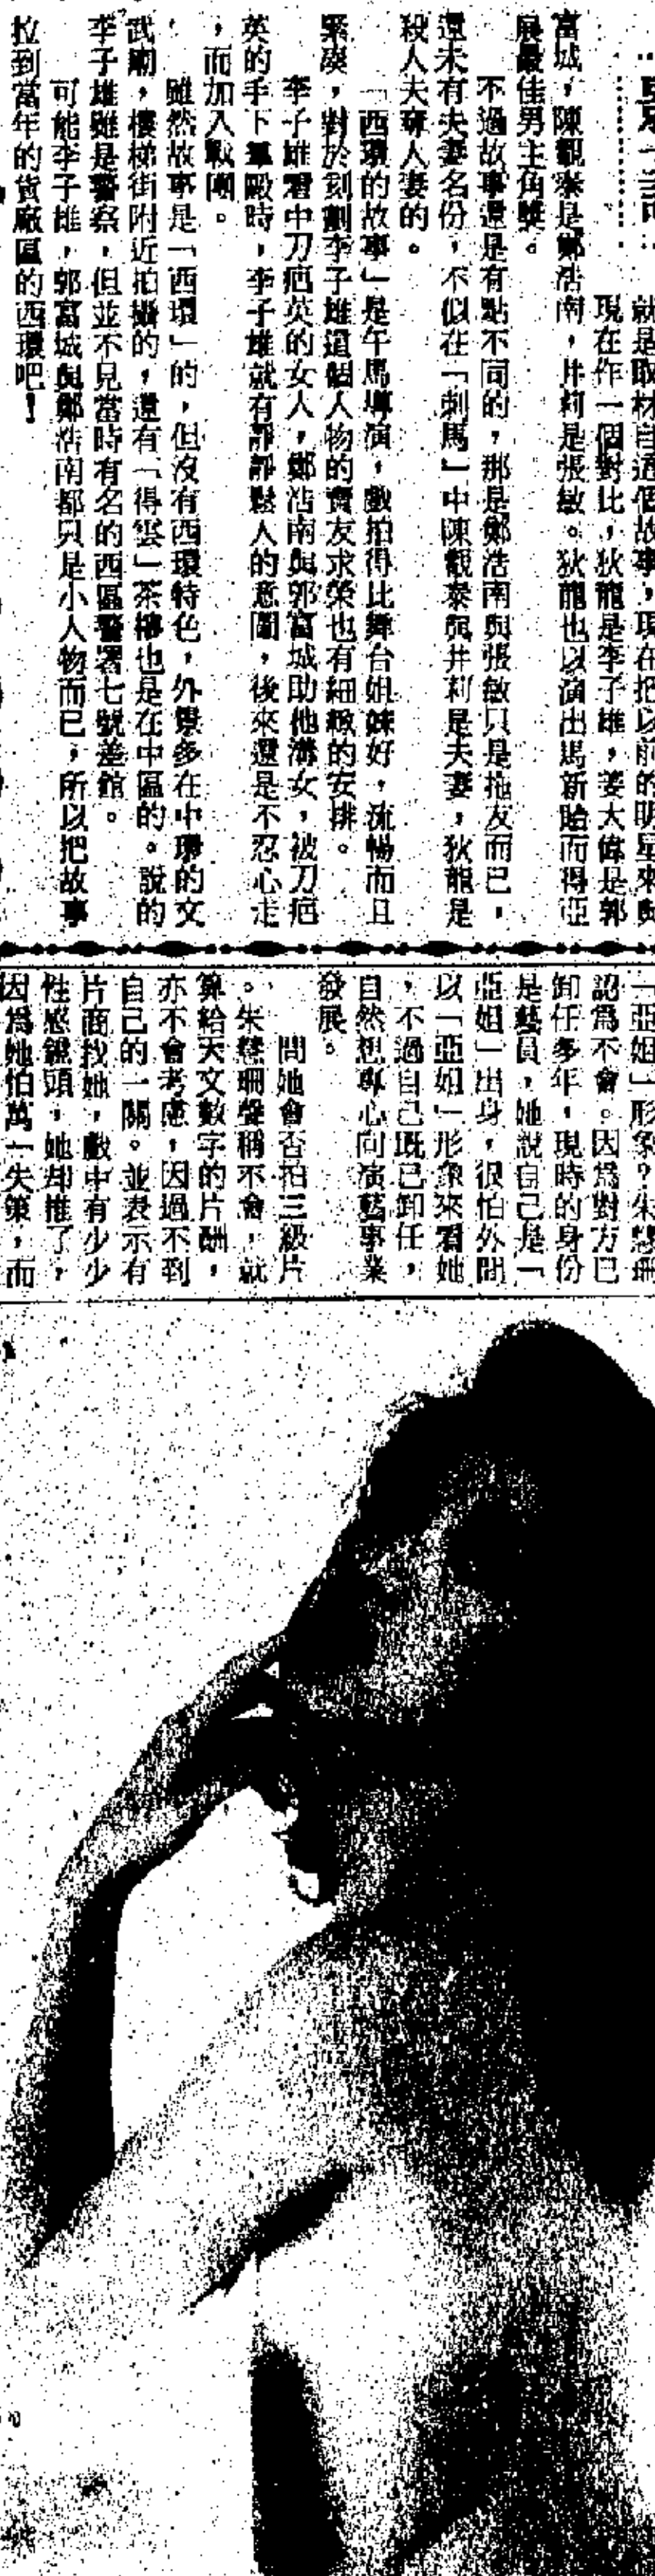 就是取材自這個故事，現在把以前的明星來與
現在作一個對比，狄龍是李子雄，姜大偉是郭
富城，陳觀泰是鄭浩南，井莉是張敏。狄龍也以演出馬新貽而得亞
展最佳男主角獎。
不過故事還是有點不同的，那是鄭浩南與張敏只是拖友而已，
還未有夫妻名份，不似在「刺馬」中陳觀泰與井莉是夫妻，狄龍是
殺人夫奪人妻的。
「西環的故事」是午馬導演，戲拍得比舞台姐妹好，流暢而且
緊湊，對於刻劃李子雄這個人物的賣友求榮也有細緻的安排。
李子雄看中刀疤英的女人，鄭浩南與郭富城助他溝女，被刀疤
英的手下羣毆時，李子雄就有靜靜鬆人的意圖，後來還是不忍心走
，而加入戰團。
雖然故事是「西環」的，但沒有西環特色，外景多在中環的文
武廟，樓梯街附近拍攝的，還有「得雲」茶樓也是在中區的。說的
李子雄雖是警察，但並不見當時有名的西區警署七號差館。
可能李子雄，郭富城與鄭浩南都只是小人物而已，所以把故事
拉到當年的貨廠區的西環吧！
「亞姐」形象？朱慧珊
認為不會。因為對方已
卸任多年，現時的身份
是藝員，她說自己是「
亞姐」出身，很怕外間
以「亞姐」形象來看她
，不過自己既已卸任，
自然想專心向演藝事業
發展。
問她會否拍三級片
。朱慧珊聲稱不會，就
算給天文數字的片酬，
亦不會考慮，因過不到
自己的一關。並表示有
片商找她，戲中有少少
性感鏡頭，她却推了，
因為她怕萬一失策，而